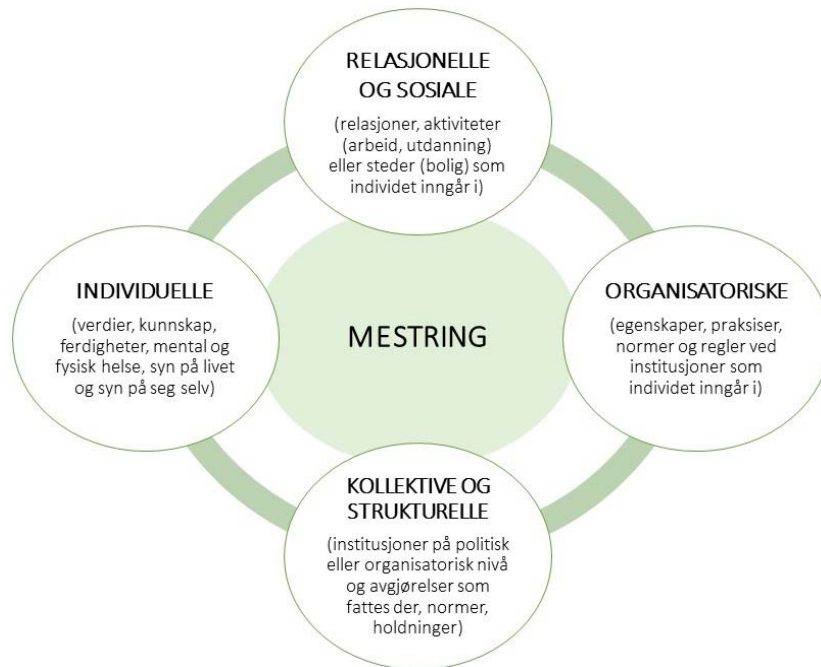 RELASJONELLE
OG SOSIALE
(relasjoner, aktiviteter
(arbeid, utdanning)
eller steder (bolig) som
individet inngår i)
INDIVIDUELLE
(verdier, kunnskap,
ferdigheter, mental og
fysisk helse, syn på livet
og syn på seg selv)
MESTRING
ORGANISATORISKE
(egenskaper, praksiser,
normer og regler ved
institusjoner som
individet inngår i)
KOLLEKTIVE OG
STRUKTURELLE
(institusjoner på politisk
eller organisatorisk nivå
og avgjørelser som
fattes der, normer,
holdninger)